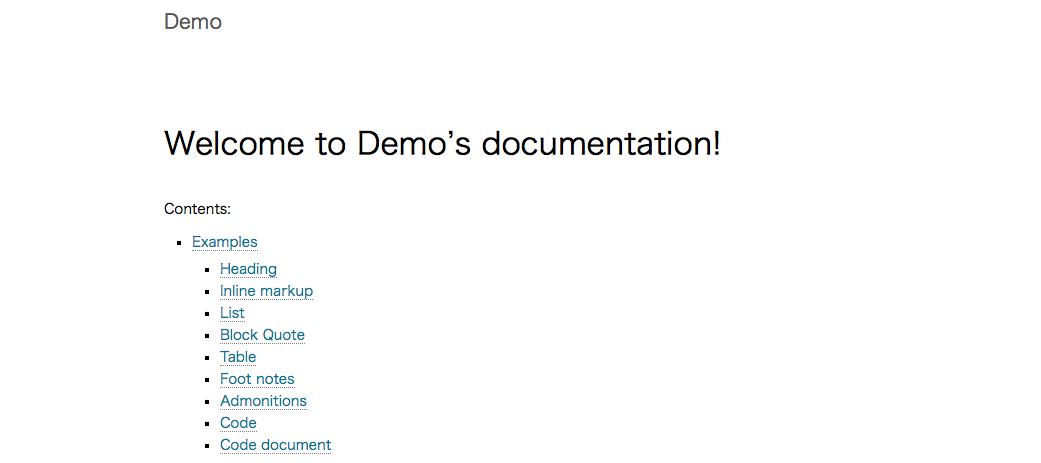 Demo
Welcome to Demo’s documentation!
Contents:
Examples
Heading
Inline markup
List
Block Quote
Table
Foot notes
Admonitions
Code
Code document